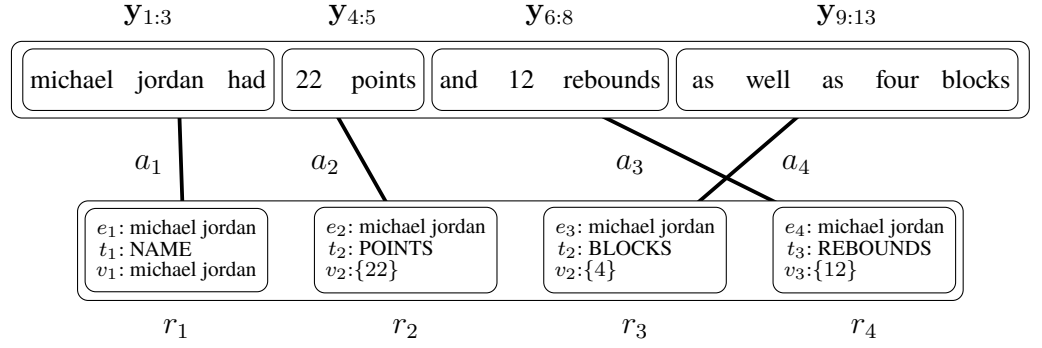 y1:3 y4:5 y6:8 y9:13
michael jordan had 22 points and 12 rebounds as well as four blocks
a1 a2 a3 a4
e1: michael jordan e2: michael jordan e3: michael jordan e4: michael jordan
t1: NAME t2: POINTS t2: BLOCKS t3: REBOUNDS
v1: michael jordan v2:{22} v2:{4} v3:{12}
r1 r2 r3 r4